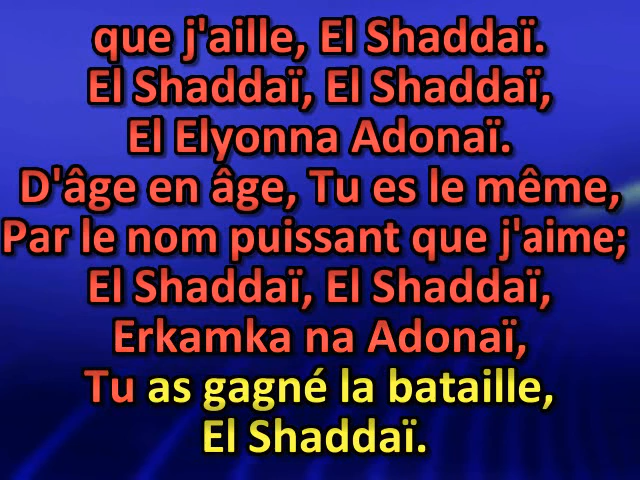 que j'aille, El Shaddaï.
El Shaddaï, El Shaddaï,
El Elyonna Adonaï.
D'âge en âge, Tu es le même,
Par le nom puissant que j'aime;
El Shaddaï, El Shaddaï,
Erkamka na Adonaï,
Tu as gagné la bataille,
El Shaddaï.